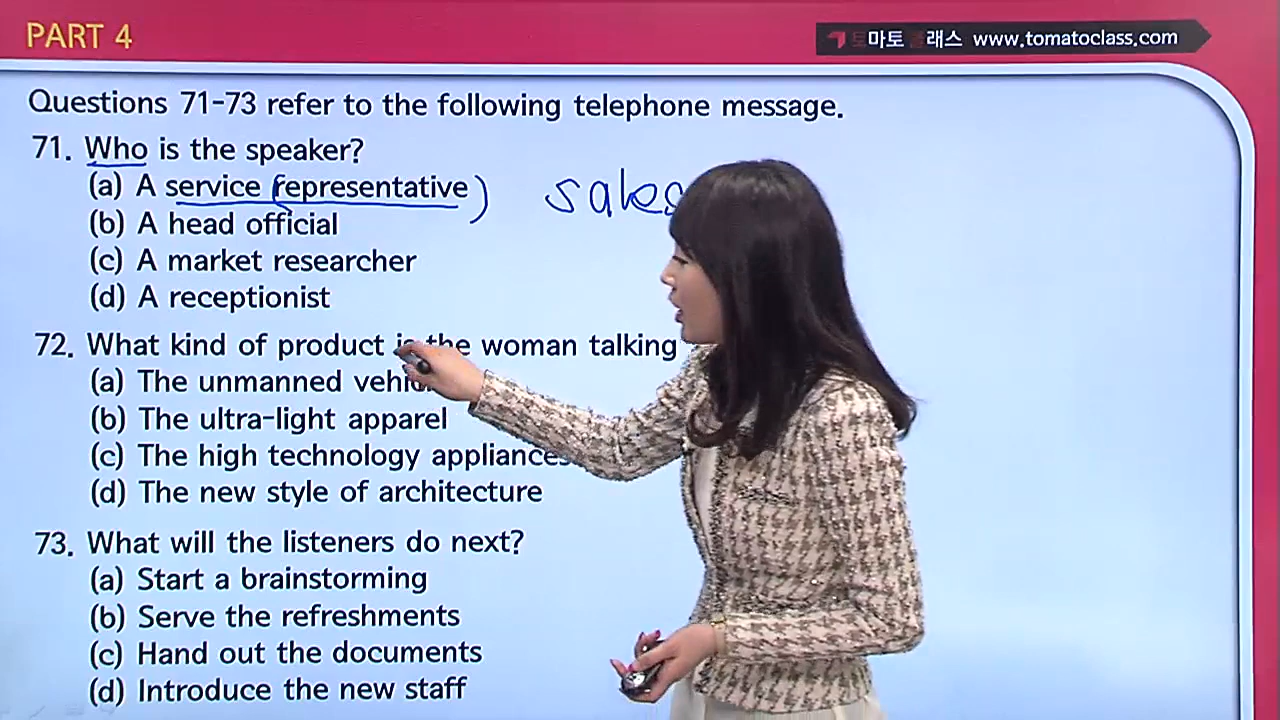 PART 4
토마토클래스 www.tomatoclass.com
Questions 71-73 refer to the following telephone message.
71. Who is the speaker?
(a) A service representative
sales
(b) A head official
(c) A market researcher
(d) A receptionist
72. What kind of product is the woman talking
(a) The unmanned
(b) The ultra-light apparel
(c) The high technology appliances
(d) The new style of architecture
73. What will the listeners do next?
(a) Start a brainstorming
(b) Serve the refreshments
(c) Hand out the documents
(d) Introduce the new staff